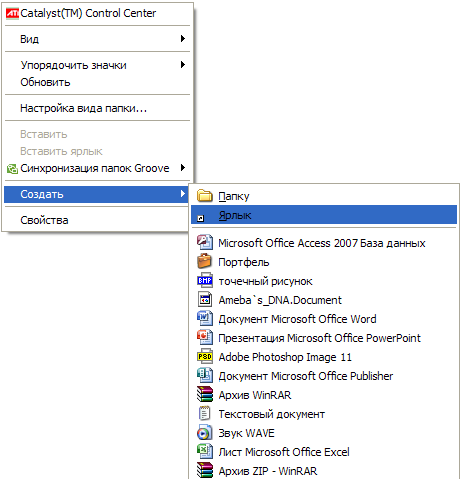 ATI Catalyst(TM) Control Center
Вид
Упорядочить значки
Обновить
Настройка вида папки...
Вставить
Вставить ярлык
Синхронизация папок Groove
Создать
Свойства
Папку
Ярлык
Microsoft Office Access 2007 База данных
Портфель
BMP точечный рисунок
Ameba`s_DNA.Document
Документ Microsoft Office Word
Презентация Microsoft Office PowerPoint
PSD Adobe Photoshop Image 11
Документ Microsoft Office Publisher
Архив WinRAR
Текстовый документ
Звук WAVE
Лист Microsoft Office Excel
Архив ZIP - WinRAR